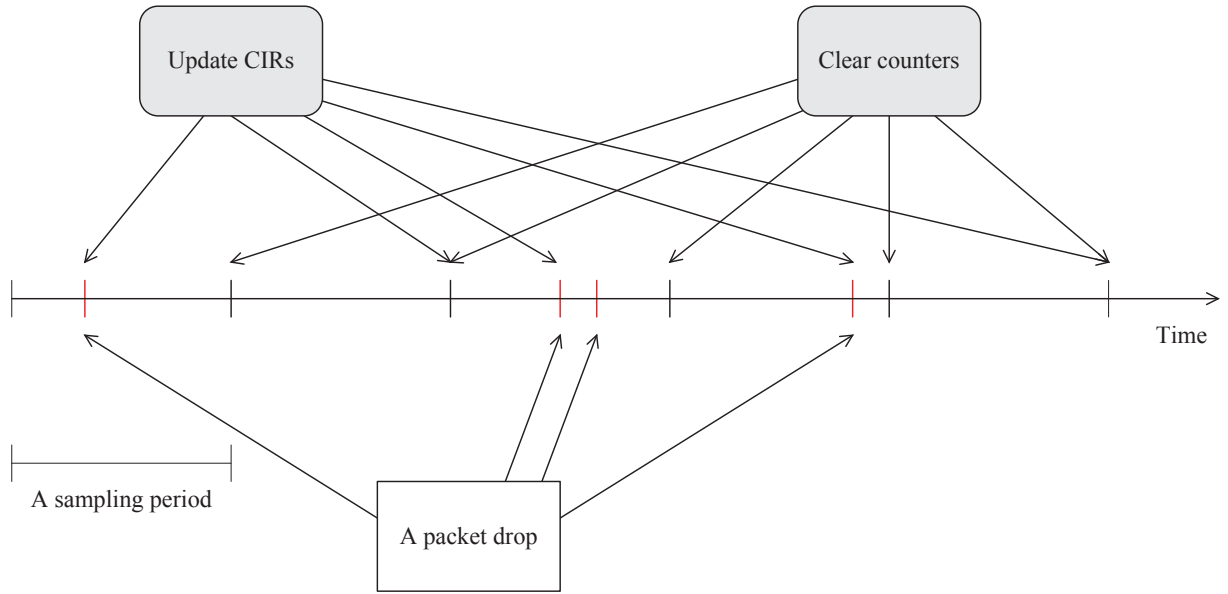 Update CIRs
Clear counters
Time
A sampling period
A packet drop